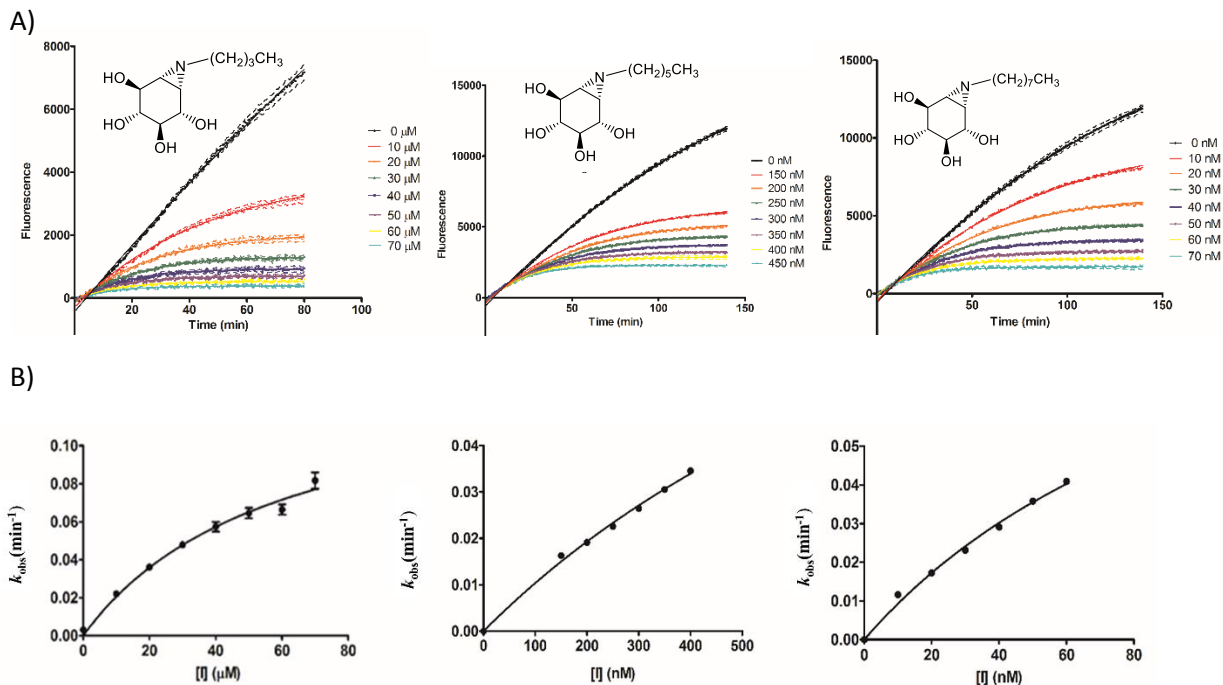 A)
8000
6000
4000
2000
0
Fluorescence
20
40
60
80
100
Time (min)
N
(CH2)3CH3
HO
HO
OH
OH
0 μM
10 μM
20 μM
30 μM
40 μM
50 μM
60 μM
70 μM
15000
10000
5000
0
Fluorescence
50
100
150
Time (min)
N
(CH2)5CH3
HO
HO
OH
OH
0 nM
150 nM
200 nM
250 nM
300 nM
350 nM
400 nM
450 nM
15000
10000
5000
0
Fluorescence
50
100
150
Time (min)
N
(CH2)7CH3
HO
HO
OH
OH
0 nM
10 nM
20 nM
30 nM
40 nM
50 nM
60 nM
70 nM
B)
0.10
0.08
0.06
0.04
0.02
0.00
kobs(min-1)
0
20
40
60
80
[I] (μM)
0.04
0.03
0.02
0.01
0.00
kobs(min-1)
0
100
200
300
400
500
[I] (nM)
0.05
0.04
0.03
0.02
0.01
0.00
kobs(min-1)
0
20
40
60
80
[I] (nM)